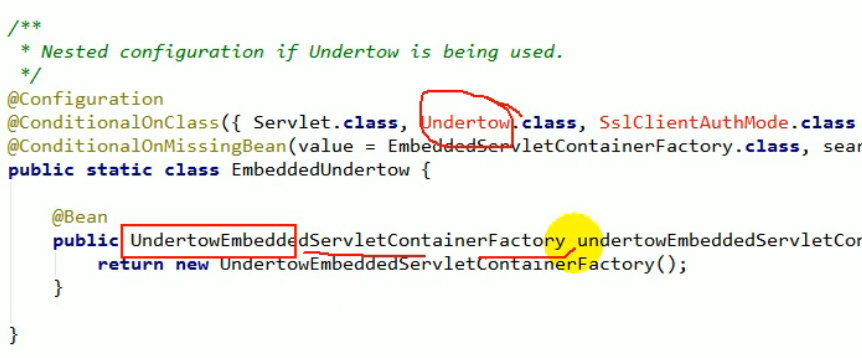 /**
* Nested configuration if Undertow is being used.
*/
@Configuration
@ConditionalOnClass({ Servlet.class, Undertow.class, SslClientAuthMode.class
@ConditionalOnMissingBean(value = EmbeddedServletContainerFactory.class, sear
public static class EmbeddedUndertow {
@Bean
public UndertowEmbeddedServletContainerFactory undertowEmbeddedServletCon
return new UndertowEmbeddedServletContainerFactory();
}
}